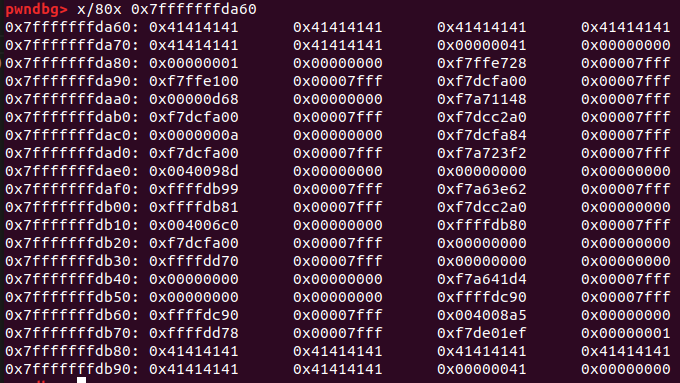 pwndbg> x/80x 0x7fffffffda60
0x7fffffffda60: 0x41414141 0x41414141 0x41414141 0x41414141
0x7fffffffda70: 0x41414141 0x41414141 0x00000041 0x00000000
0x7fffffffda80: 0x00000001 0x00000000 0xf7ffe728 0x00007fff
0x7fffffffda90: 0xf7ffe100 0x00007fff 0xf7dcfa00 0x00007fff
0x7fffffffdaa0: 0x00000d68 0x00000000 0xf7a71148 0x00007fff
0x7fffffffdab0: 0xf7dcfa00 0x00007fff 0xf7dcc2a0 0x00007fff
0x7fffffffdac0: 0x0000000a 0x00000000 0xf7dcfa84 0x00007fff
0x7fffffffdad0: 0xf7dcfa00 0x00007fff 0xf7a723f2 0x00007fff
0x7fffffffdae0: 0x0040098d 0x00000000 0x00000000 0x00000000
0x7fffffffdaf0: 0xffffdb99 0x00007fff 0xf7a63e62 0x00007fff
0x7fffffffdb00: 0xffffdb81 0x00007fff 0xf7dcc2a0 0x00007fff
0x7fffffffdb10: 0x004006c0 0x00000000 0xffffdb80 0x00007fff
0x7fffffffdb20: 0xf7dcfa00 0x00007fff 0x00000000 0x00000000
0x7fffffffdb30: 0xffffdd70 0x00007fff 0x00000000 0x00000000
0x7fffffffdb40: 0x00000000 0x00000000 0xf7a641d4 0x00007fff
0x7fffffffdb50: 0x00000000 0x00000000 0xffffdc90 0x00007fff
0x7fffffffdb60: 0xffffdc90 0x00007fff 0x004008a5 0x00000000
0x7fffffffdb70: 0xffffdd78 0x00007fff 0xf7de01ef 0x00000001
0x7fffffffdb80: 0x41414141 0x41414141 0x41414141 0x41414141
0x7fffffffdb90: 0x41414141 0x41414141 0x00000041 0x00000000